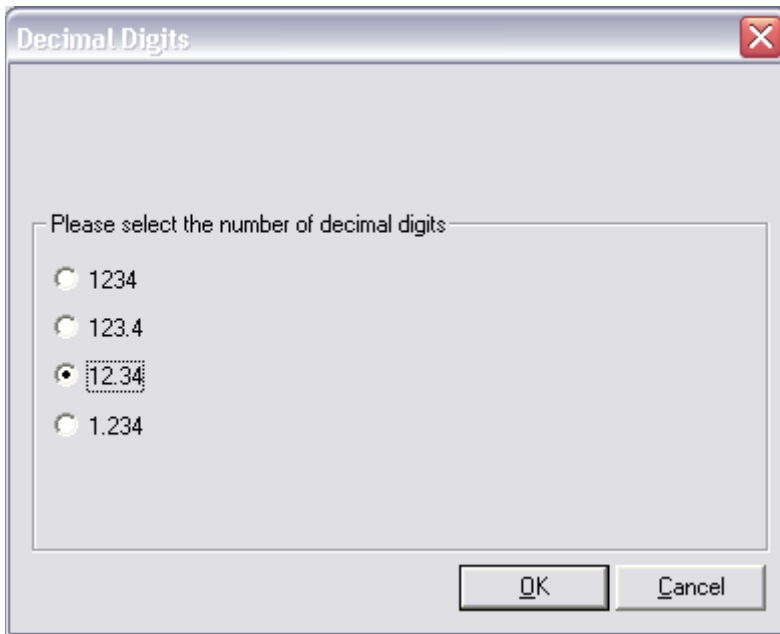 Decimal Digits
Please select the number of decimal digits
1234
123.4
12.34
1.234
OK Cancel